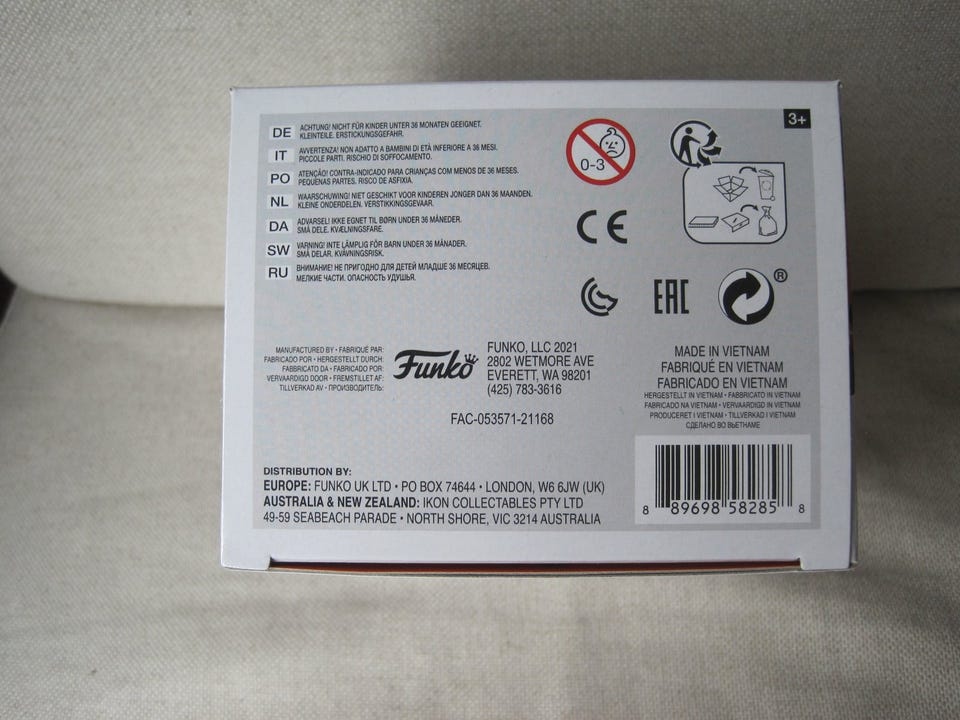 DE ACHTUNG! NICHT FÜR KINDER UNTER 36 MONATEN GEEIGNET.
KLEINTEILE. ERSTICKUNGSGEFAHR.
IT AVVERTENZA! NON ADATTO A BAMBINI DI ETÀ INFERIORE A 36 MESI.
PICCOLE PARTI. RISCHIO DI SOFFOCAMENTO.
PO ATENÇÃO! CONTRA-INDICADO PARA CRIANÇAS COM MENOS DE 36 MESES.
PEQUENAS PARTES. RISCO DE ASFIXIA.
NL WAARSCHUWING! NIET GESCHIKT VOOR KINDEREN JONGER DAN 36 MAANDEN.
KLEINE ONDERDELEN. VERSTIKKINGSGEVAAR.
DA ADVARSEL! IKKE EGNET TIL BØRN UNDER 36 MÅNEDER.
SMÅ DELE. KVÆLNINGSFARE.
SW VARNING! INTE LÄMPLIG FÖR BARN UNDER 36 MÅNADER.
SMÅ DELAR. KVÄVNINGSRISK.
RU ВНИМАНИЕ! НЕ ПРИГОДНО ДЛЯ ДЕТЕЙ МЛАДШЕ 36 МЕСЯЦЕВ.
МЕЛКИЕ ЧАСТИ. ОПАСНОСТЬ УДУШЬЯ.
0-3
3+
CE
EAC
®
MANUFACTURED BY • FABRIQUÉ PAR:
FABRICADO POR • HERGESTELLT DURCH:
FABBRICATO DA • FABRICADO POR:
VERVAARDIGD DOOR • FREMSTILLET AF:
TILLVERKAD AV • ПРОИЗВОДИТЕЛЬ:
Funko
FUNKO, LLC 2021
2802 WETMORE AVE
EVERETT, WA 98201
(425) 783-3616
FAC-053571-21168
MADE IN VIETNAM
FABRIQUÉ EN VIETNAM
FABRICADO EN VIETNAM
HERGESTELLT IN VIETNAM • FABBRICATO IN VIETNAM
FABRICADO NA VIETNAM • VERVAARDIGD IN VIETNAM
PRODUCERET I VIETNAM • TILLVERKAD I VIETNAM
СДЕЛАНО ВО ВЬЕТНАМЕ
DISTRIBUTION BY:
EUROPE: FUNKO UK LTD • PO BOX 74644 • LONDON, W6 6JW (UK)
AUSTRALIA & NEW ZEALAND: IKON COLLECTABLES PTY LTD
49-59 SEABEACH PARADE • NORTH SHORE, VIC 3214 AUSTRALIA
8 89698 58285 8